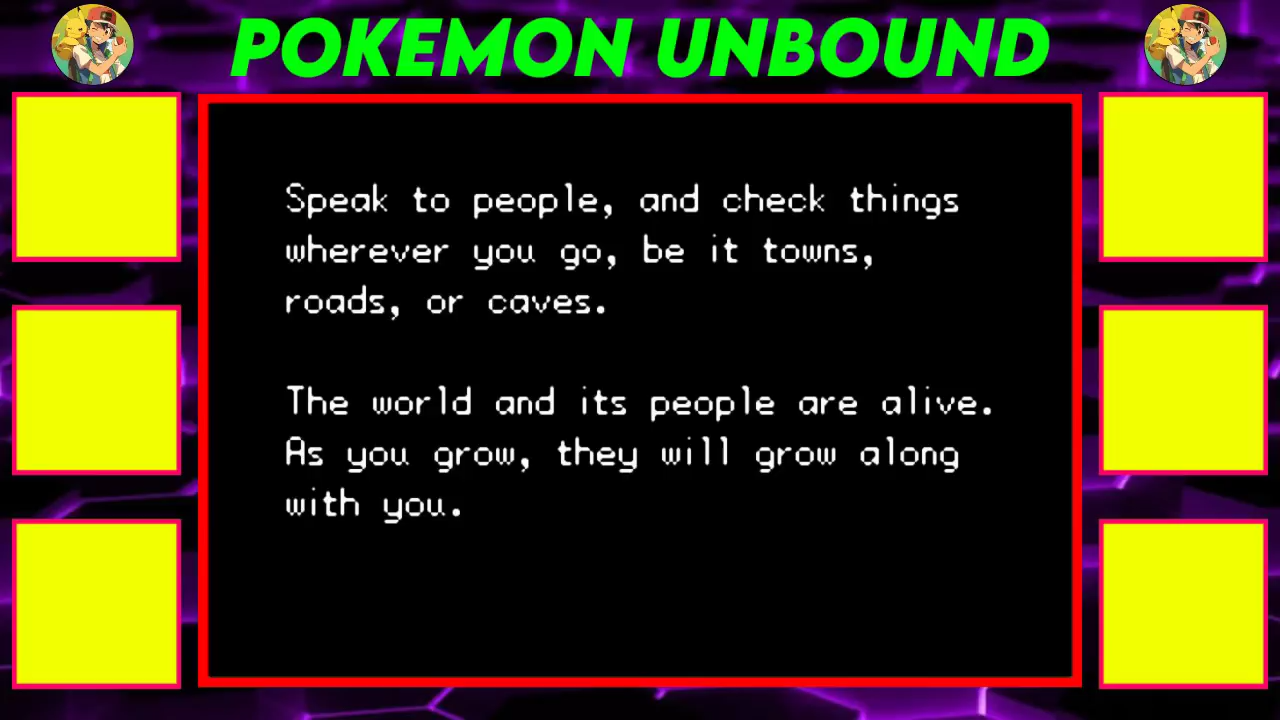 POKEMON UNBOUND
Speak to people, and check things
wherever you go, be it towns,
roads, or caves.
The world and its people are alive.
As you grow, they will grow along
with you.